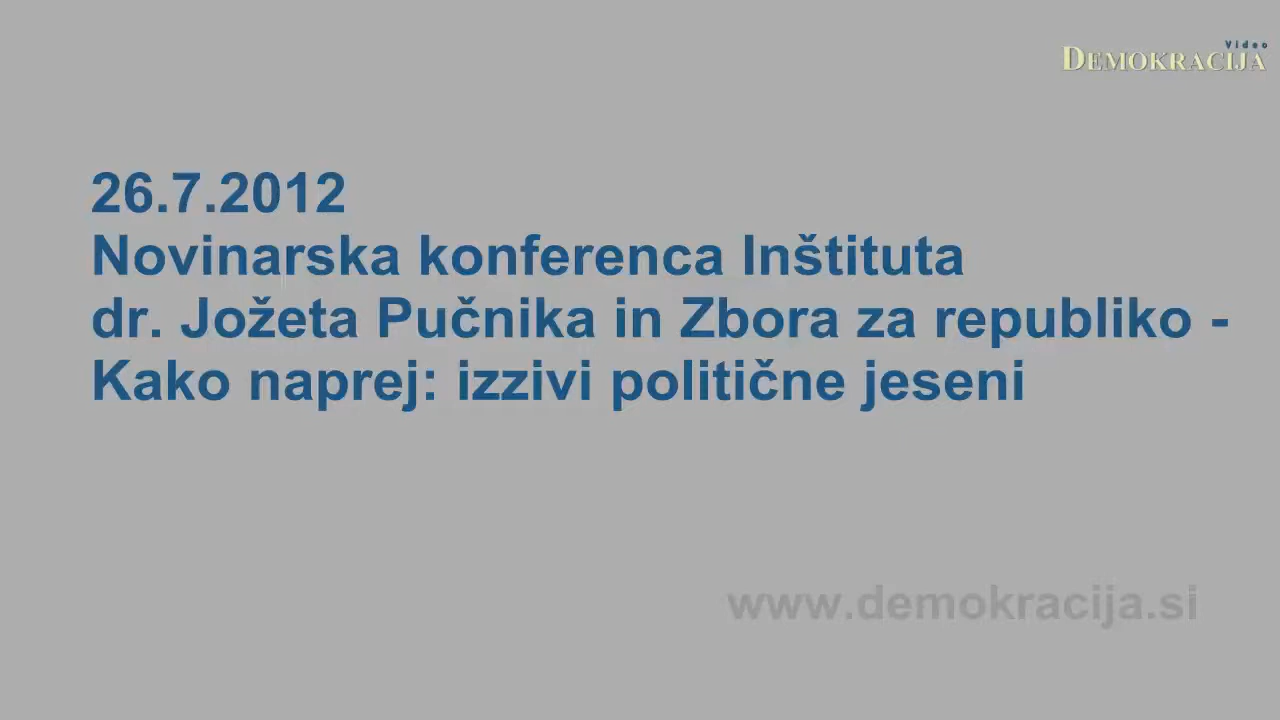 Video
DEMOKRACIJA
26.7.2012
Novinarska konferenca Inštituta
dr. Jožeta Pučnika in Zbora za republiko -
Kako naprej: izzivi politične jeseni
www.demokracija.si